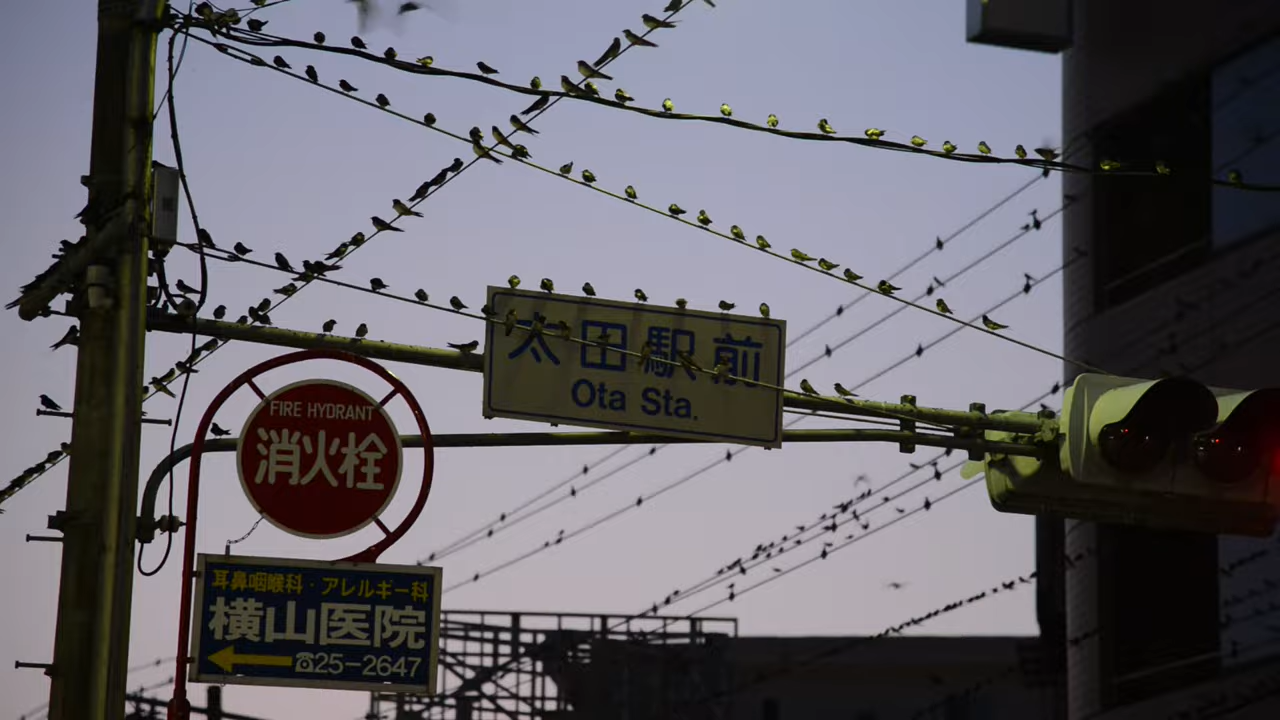 太田駅前
Ota Sta.
FIRE HYDRANT
消火栓
耳鼻咽喉科・アレルギー科
横山医院
☎25-2647